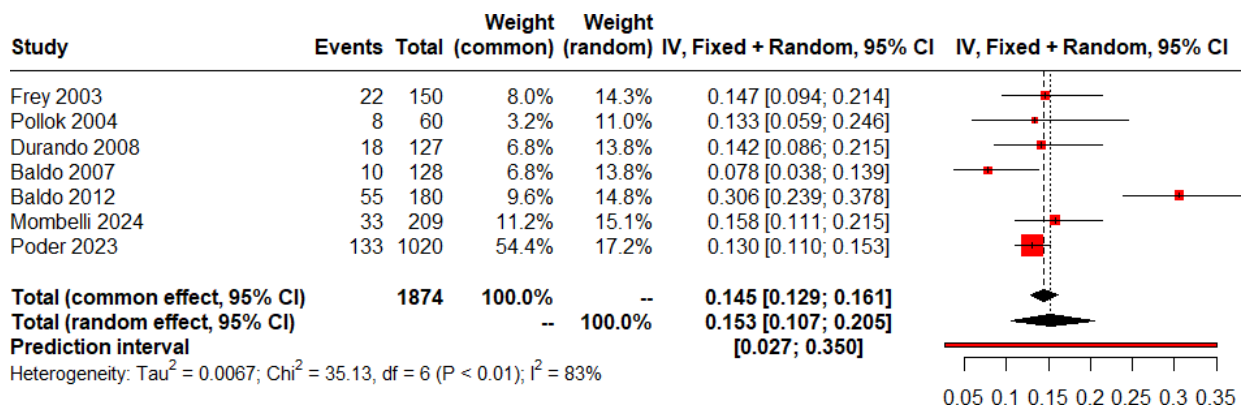 Weight Weight
Study Events Total (common) (random) IV, Fixed + Random, 95% CI IV, Fixed + Random, 95% CI
Frey 2003 22 150 8.0% 14.3% 0.147 [0.094; 0.214]
Pollok 2004 8 60 3.2% 11.0% 0.133 [0.059; 0.246]
Durando 2008 18 127 6.8% 13.8% 0.142 [0.086; 0.215]
Baldo 2007 10 128 6.8% 13.8% 0.078 [0.038; 0.139]
Baldo 2012 55 180 9.6% 14.8% 0.306 [0.239; 0.378]
Mombelli 2024 33 209 11.2% 15.1% 0.158 [0.111; 0.215]
Poder 2023 133 1020 54.4% 17.2% 0.130 [0.110; 0.153]
Total (common effect, 95% CI) 1874 100.0% -- 0.145 [0.129; 0.161]
Total (random effect, 95% CI) -- 100.0% 0.153 [0.107; 0.205]
Prediction interval [0.027; 0.350]
Heterogeneity: Tau² = 0.0067; Chi² = 35.13, df = 6 (P < 0.01); I² = 83%
0.05 0.1 0.15 0.2 0.25 0.3 0.35